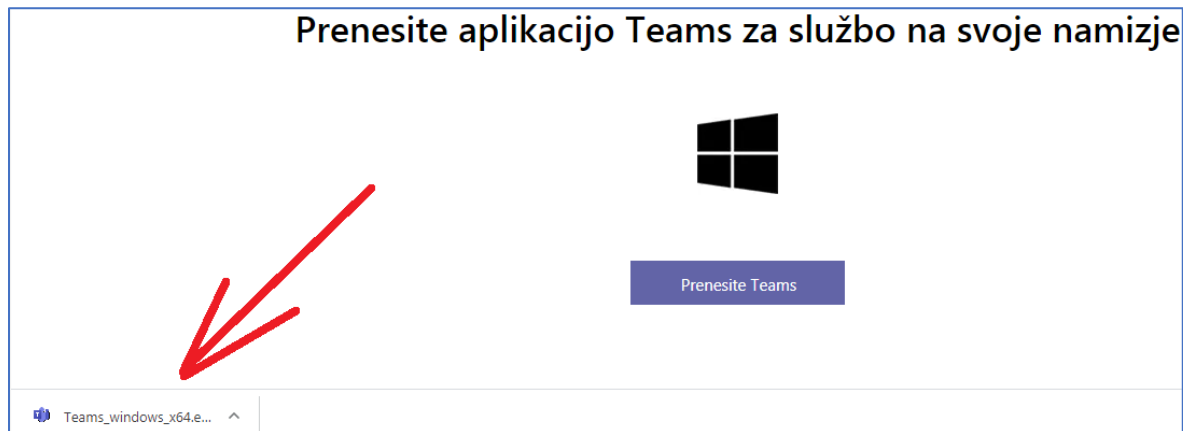 Prenesite aplikacijo Teams za službo na svoje namizje
Prenesite Teams
Teams_windows_x64.e...